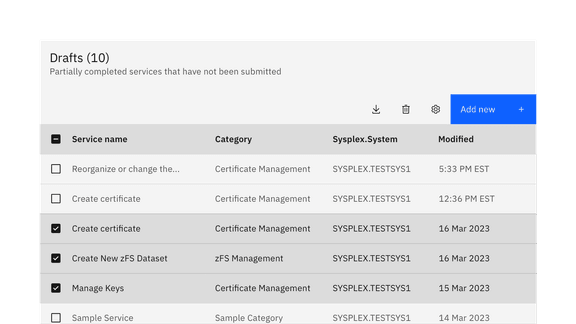 Drafts (10)
Partially completed services that have not been submitted
Add new +
Service name Category Sysplex.System Modified
Reorganize or change the... Certificate Management SYSPLEX.TESTSYS1 5:33 PM EST
Create certificate Certificate Management SYSPLEX.TESTSYS1 12:36 PM EST
Create certificate Certificate Management SYSPLEX.TESTSYS1 16 Mar 2023
Create New zFS Dataset zFS Management SYSPLEX.TESTSYS1 16 Mar 2023
Manage Keys Certificate Management SYSPLEX.TESTSYS1 15 Mar 2023
Sample Service Sample Category SYSPLEX.TESTSYS1 14 Mar 2023